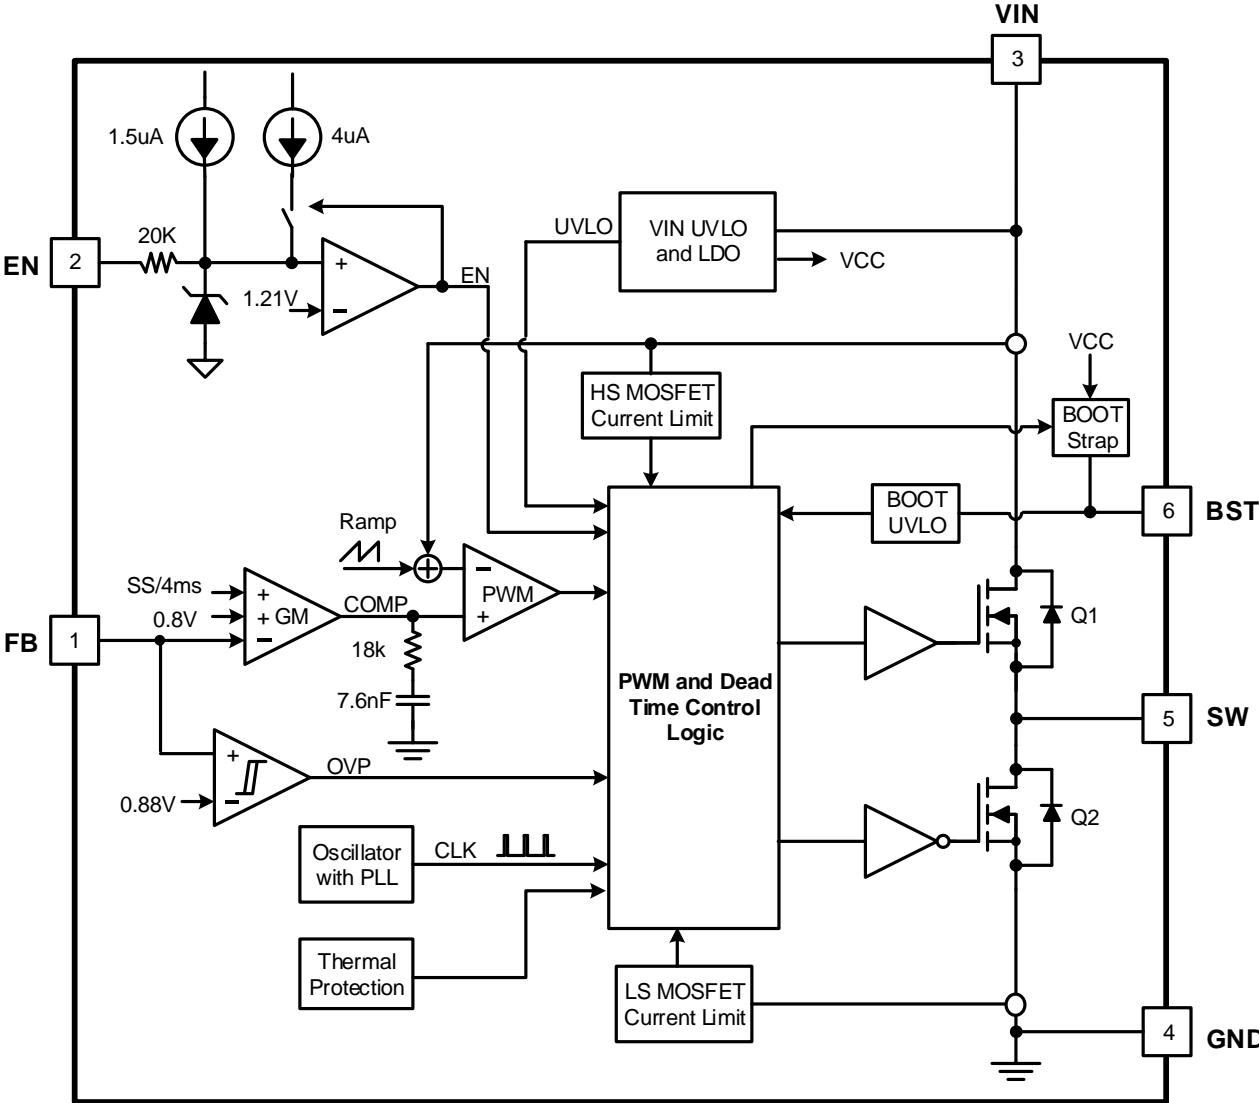 VIN
3
1.5uA
4uA
20K
EN
2
+
1.21V
−
EN
UVLO
VIN UVLO
and LDO
VCC
VCC
HS MOSFET
Current Limit
BOOT
Strap
BOOT
UVLO
6
BST
Ramp
+
−
PWM
+
SS/4ms
0.8V
+
+
GM
−
COMP
FB
1
18k
7.6nF
PWM and Dead
Time Control
Logic
Q1
5
SW
+
0.88V
−
OVP
Q2
Oscillator
with PLL
CLK
Thermal
Protection
LS MOSFET
Current Limit
4
GND